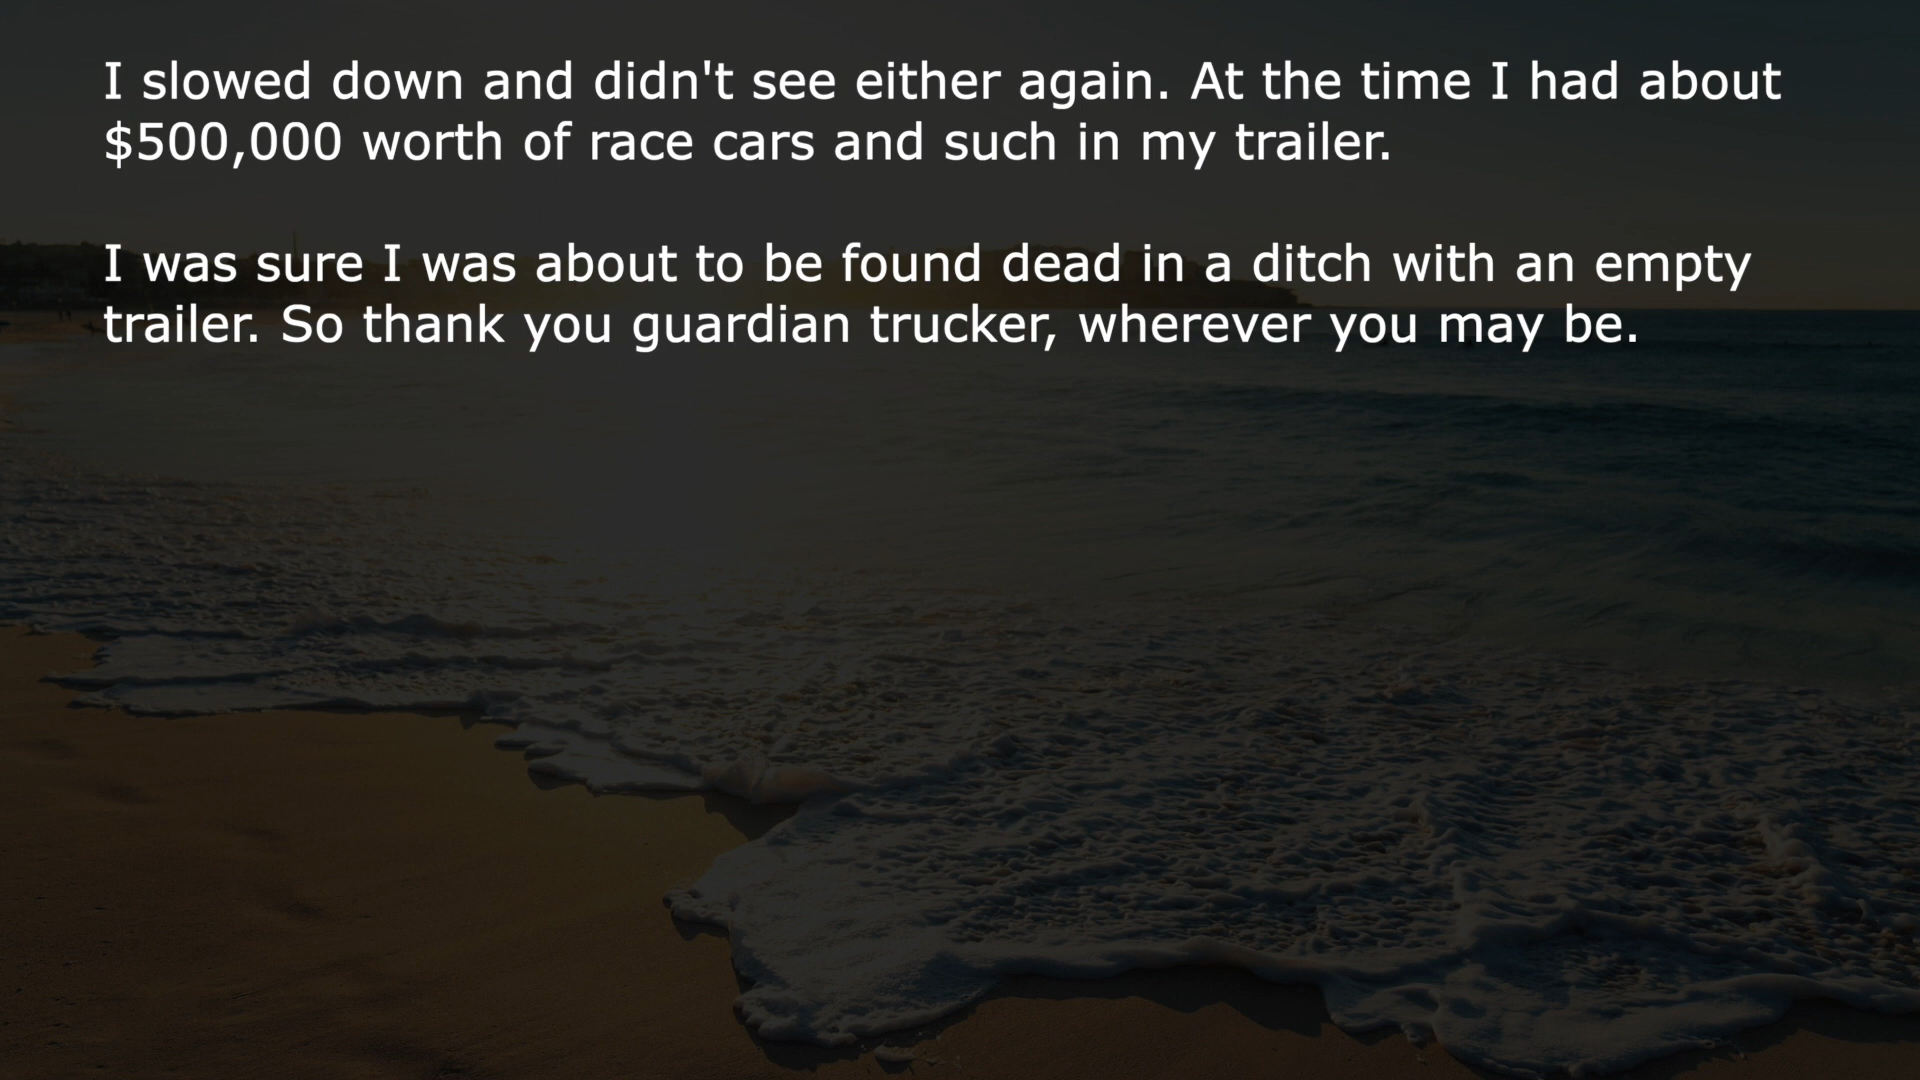 I slowed down and didn't see either again. At the time I had about
$500,000 worth of race cars and such in my trailer.
I was sure I was about to be found dead in a ditch with an empty
trailer. So thank you guardian trucker, wherever you may be.